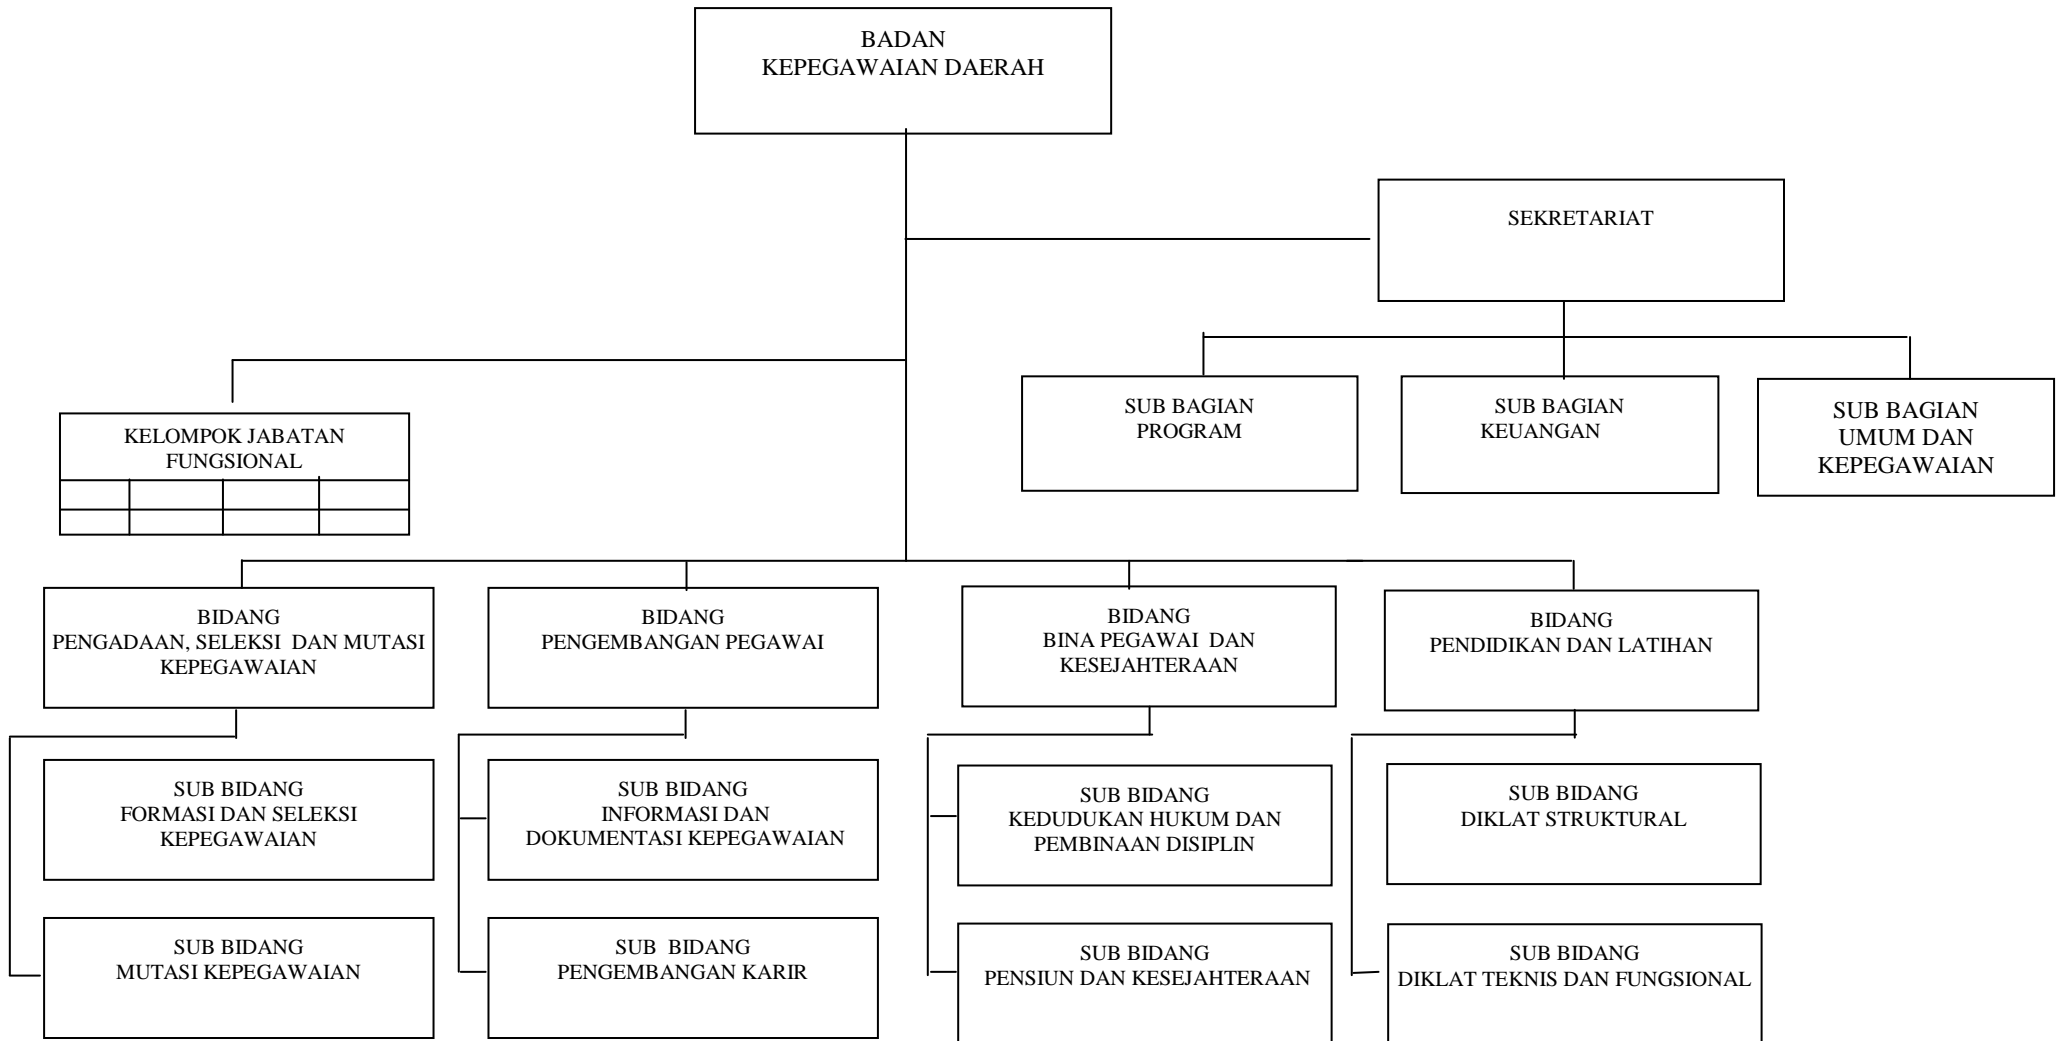 BADAN
KEPEGAWAIAN DAERAH
SEKRETARIAT
SUB BAGIAN
PROGRAM
SUB BAGIAN
KEUANGAN
SUB BAGIAN
UMUM DAN
KEPEGAWAIAN
KELOMPOK JABATAN
FUNGSIONAL
BIDANG
PENGADAAN, SELEKSI DAN MUTASI
KEPEGAWAIAN
BIDANG
PENGEMBANGAN PEGAWAI
BIDANG
BINA PEGAWAI DAN
KESEJAHTERAAN
BIDANG
PENDIDIKAN DAN LATIHAN
SUB BIDANG
FORMASI DAN SELEKSI
KEPEGAWAIAN
SUB BIDANG
INFORMASI DAN
DOKUMENTASI KEPEGAWAIAN
SUB BIDANG
KEDUDUKAN HUKUM DAN
PEMBINAAN DISIPLIN
SUB BIDANG
DIKLAT STRUKTURAL
SUB BIDANG
MUTASI KEPEGAWAIAN
SUB BIDANG
PENGEMBANGAN KARIR
SUB BIDANG
PENSIUN DAN KESEJAHTERAAN
SUB BIDANG
DIKLAT TEKNIS DAN FUNGSIONAL